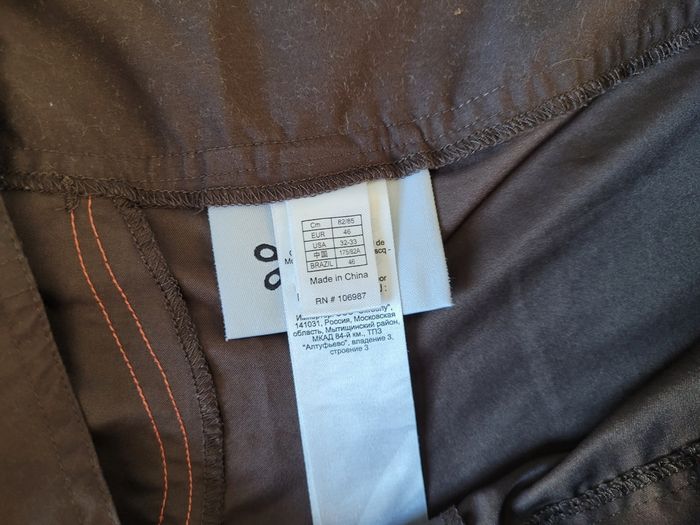 Cm 82/85
EUR 46
USA 32-33
中国 175/82A
BRAZIL 46
Made in China
RN # 106987
de
141031, Россия, Московская
область, Мытищинский район,
МКАД 84-й км., ТПЗ
"Алтуфьево", владение 3,
строение 3